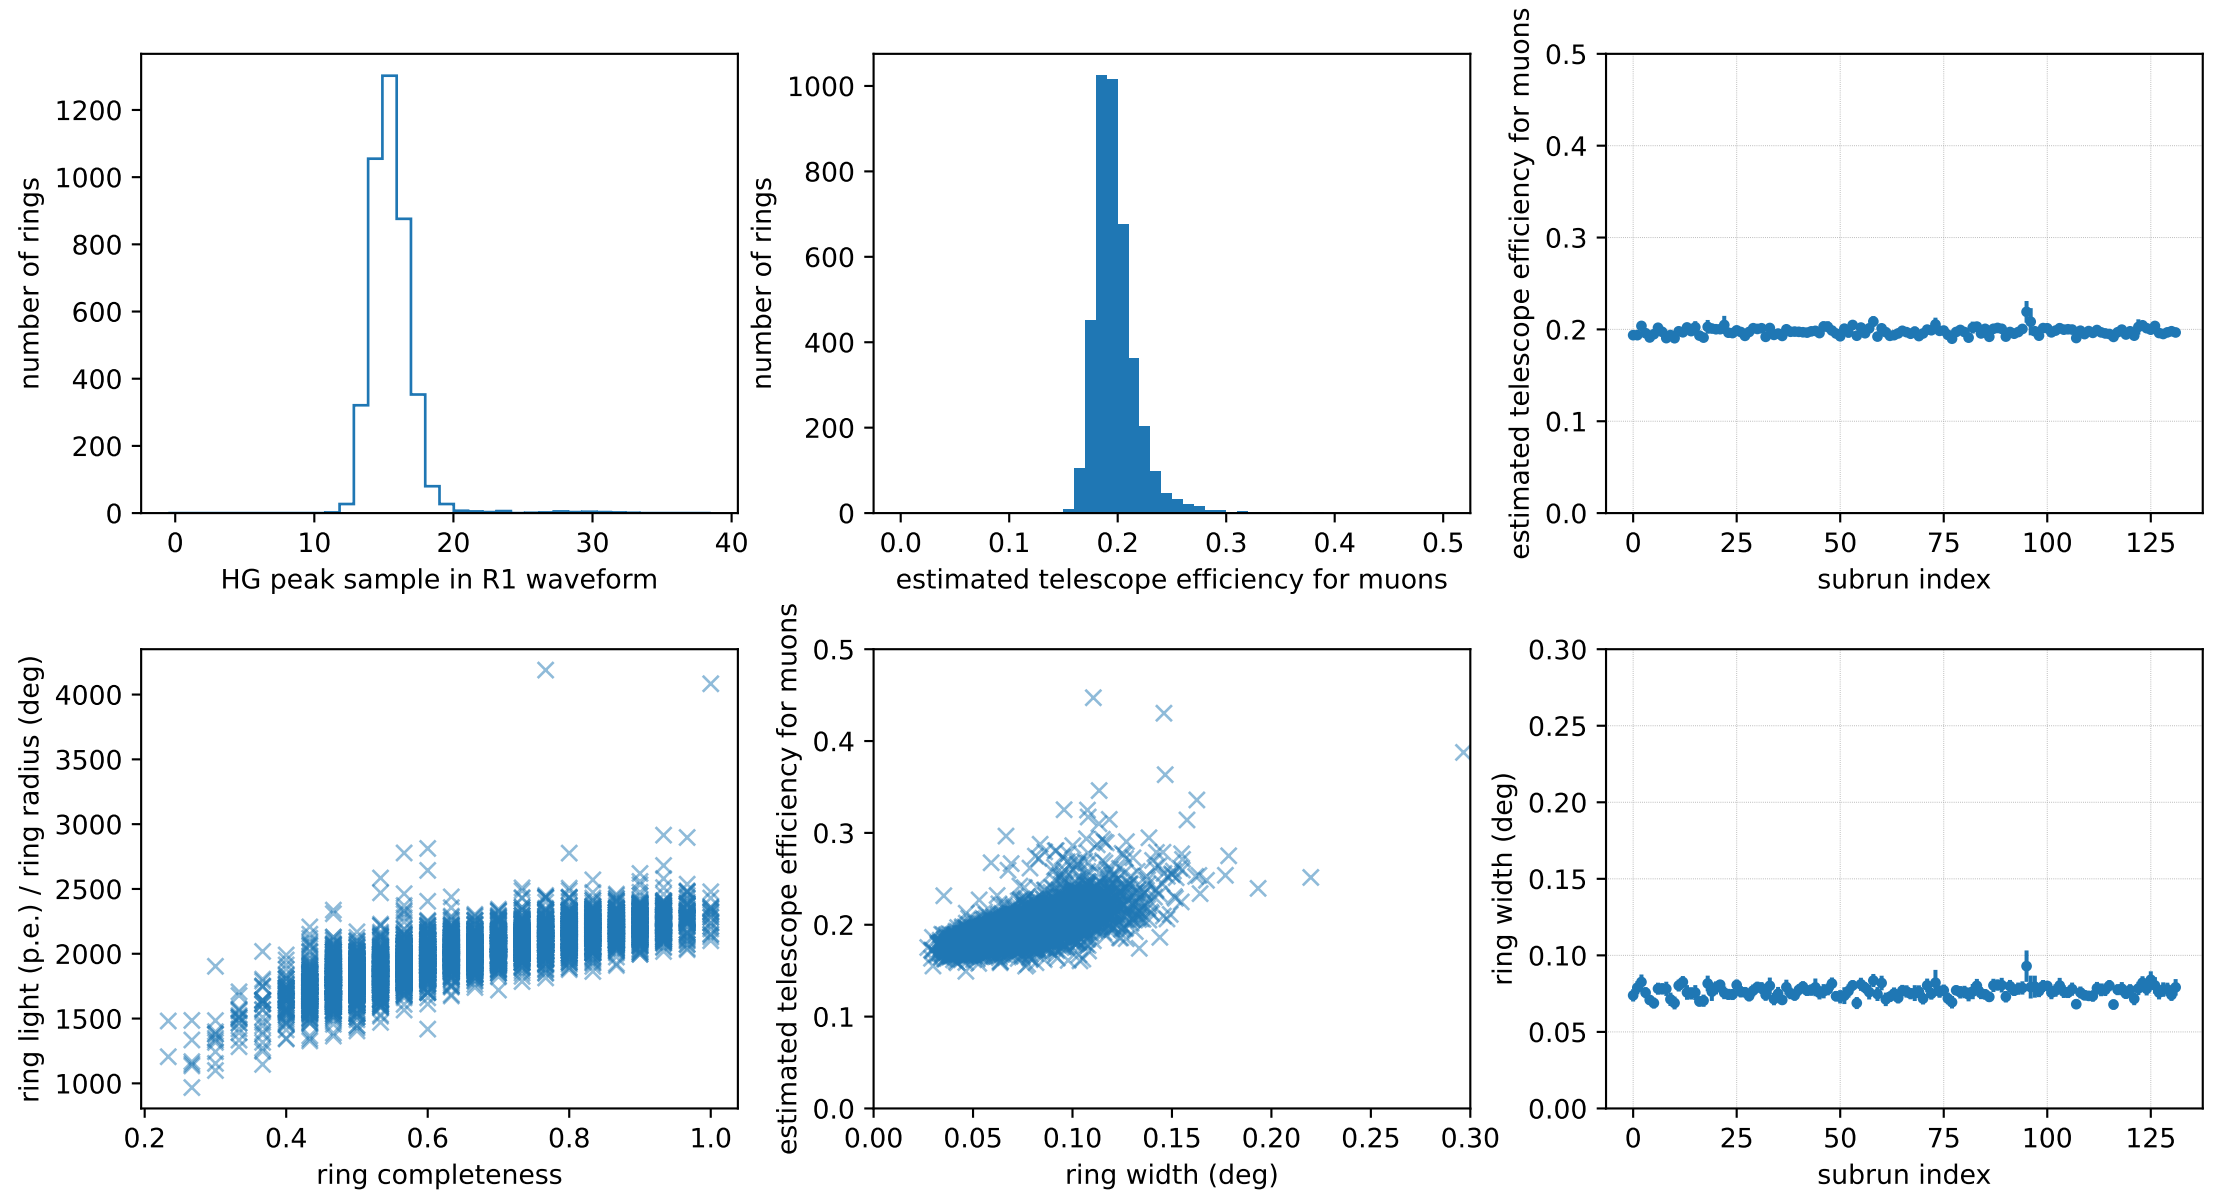 number of rings
1200
1000
800
600
400
200
0
0 10 20 30 40
HG peak sample in R1 waveform
number of rings
1000
800
600
400
200
0
0.0 0.1 0.2 0.3 0.4 0.5
estimated telescope efficiency for muons
estimated telescope efficiency for muons
0.5
0.4
0.3
0.2
0.1
0.0
0 25 50 75 100 125
subrun index
ring light (p.e.) / ring radius (deg)
4000
3500
3000
2500
2000
1500
1000
0.2 0.4 0.6 0.8 1.0
ring completeness
estimated telescope efficiency for muons
0.5
0.4
0.3
0.2
0.1
0.0
0.00 0.05 0.10 0.15 0.20 0.25 0.30
ring width (deg)
ring width (deg)
0.30
0.25
0.20
0.15
0.10
0.05
0.00
0 25 50 75 100 125
subrun index